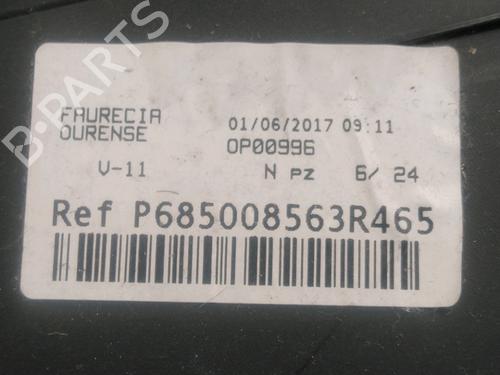 FAURECIA
OURENSE
01/06/2017 09:11
OP00996
V-11
N pz 6/ 24
Ref P685008563R465
B-PARTS